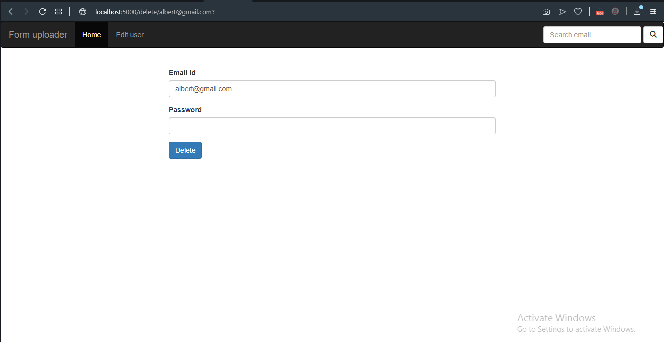 localhost:5000/delete/albert@gmail.com?
Form uploader Home Edit user Search email
Email Id
albert@gmail.com
Password
Delete
Activate Windows
Go to Settings to activate Windows.